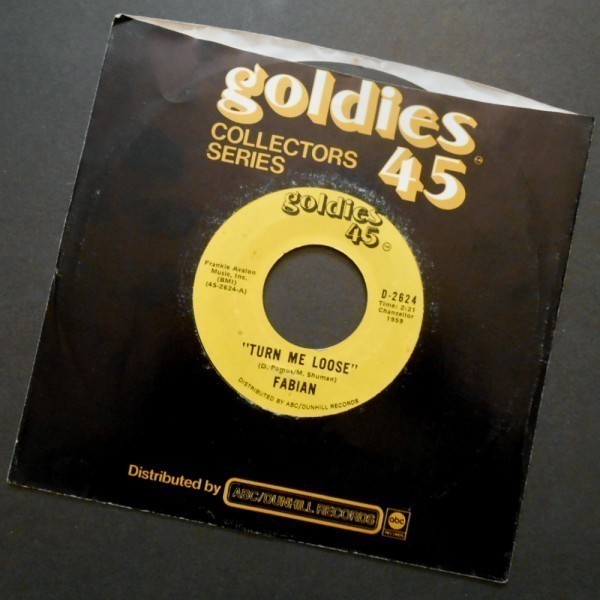 goldies
45
COLLECTORS
SERIES
goldies
45
Frankie Avalon
Music, Inc.
(BMI)
(45-2624-A)
D-2624
Time: 2:21
Chancellor
1959
"TURN ME LOOSE"
(D. Pomus/M. Shuman)
FABIAN
DISTRIBUTED BY ABC/DUNHILL RECORDS
Distributed by ABC/DUNHILL RECORDS
abc
RECORDS